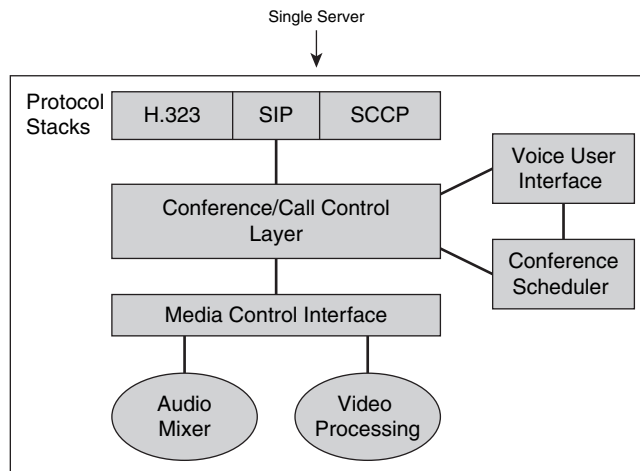 Single Server
Protocol
Stacks
H.323
SIP
SCCP
Voice User
Interface
Conference/Call Control
Layer
Conference
Scheduler
Media Control Interface
Audio
Mixer
Video
Processing